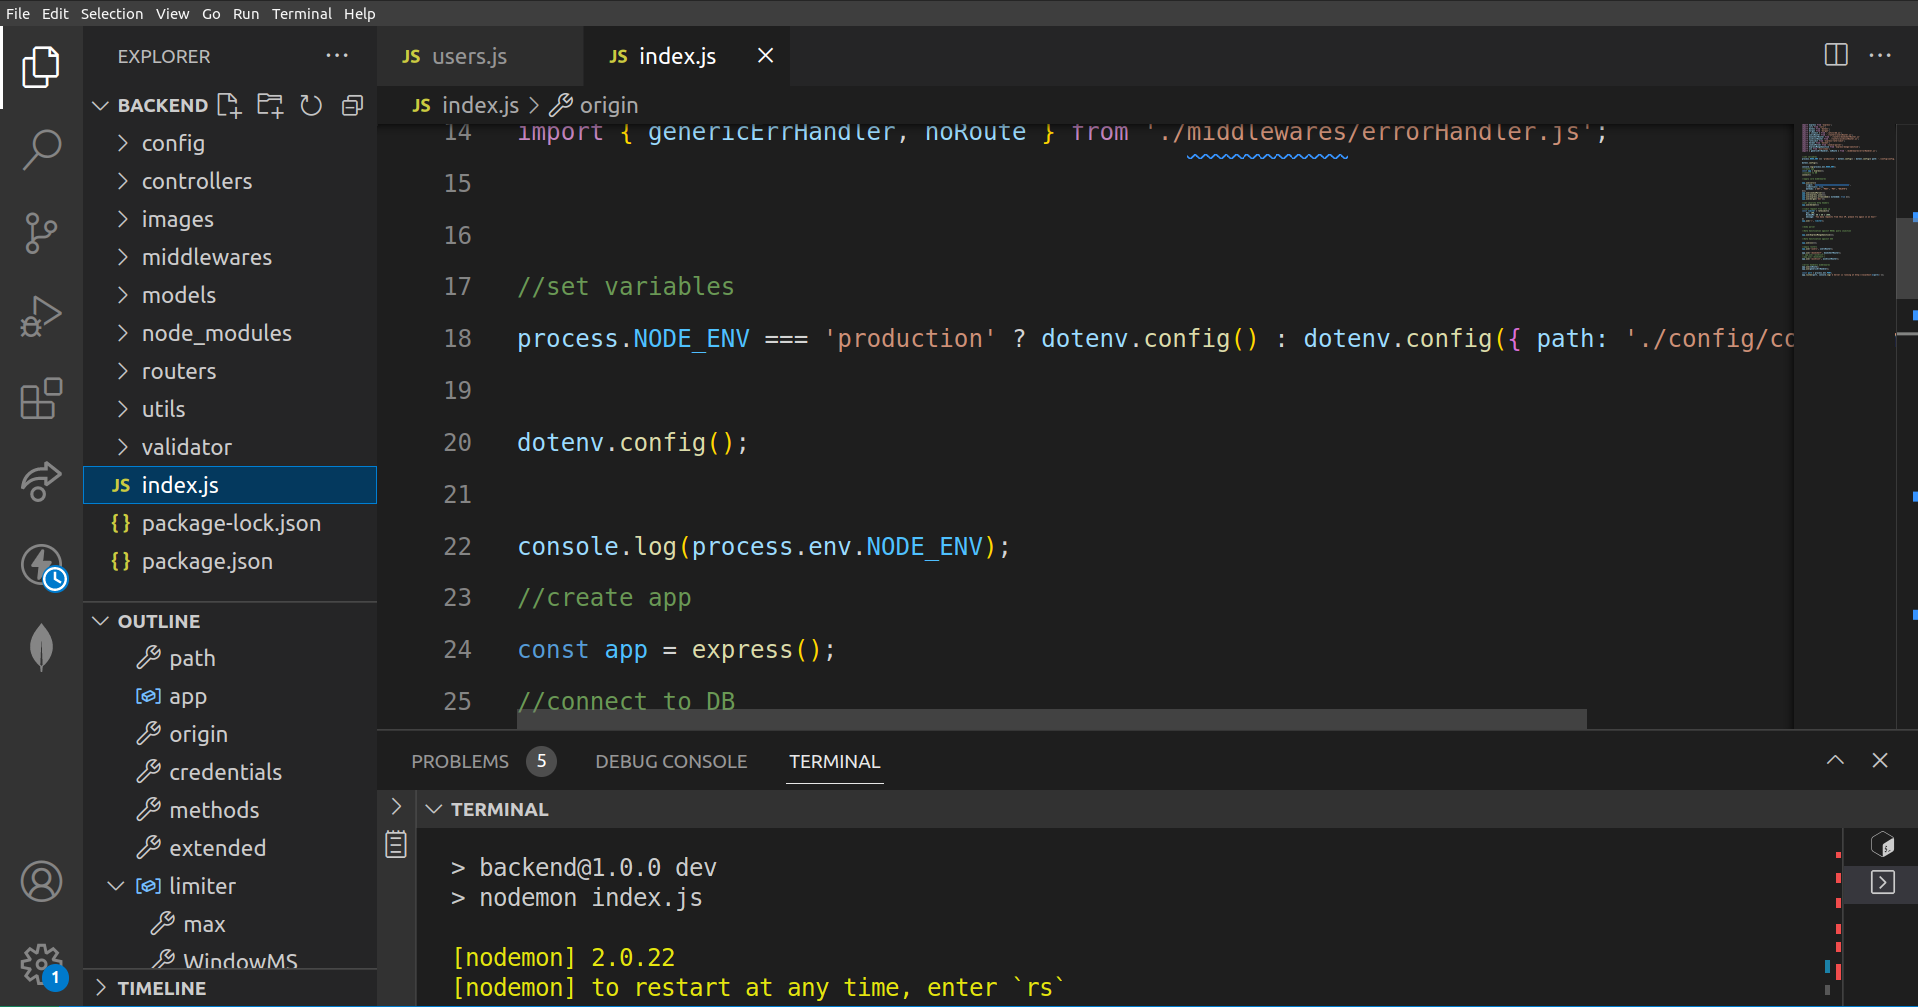 File Edit Selection View Go Run Terminal Help
EXPLORER
BACKEND
config
controllers
images
middlewares
models
node_modules
routers
utils
validator
JS index.js
{} package-lock.json
{} package.json
OUTLINE
path
app
origin
credentials
methods
extended
limiter
max
WindowMS
TIMELINE
1
JS users.js
JS index.js
JS index.js > origin
14 import { genericErrHandler, noRoute } from './middlewares/errorHandler.js';
15
16
17 //set variables
18 process.NODE_ENV === 'production' ? dotenv.config() : dotenv.config({ path: './config/co
19
20 dotenv.config();
21
22 console.log(process.env.NODE_ENV);
23 //create app
24 const app = express();
25 //connect to DB
PROBLEMS 5 DEBUG CONSOLE TERMINAL
TERMINAL
> backend@1.0.0 dev
> nodemon index.js
[nodemon] 2.0.22
[nodemon] to restart at any time, enter `rs`